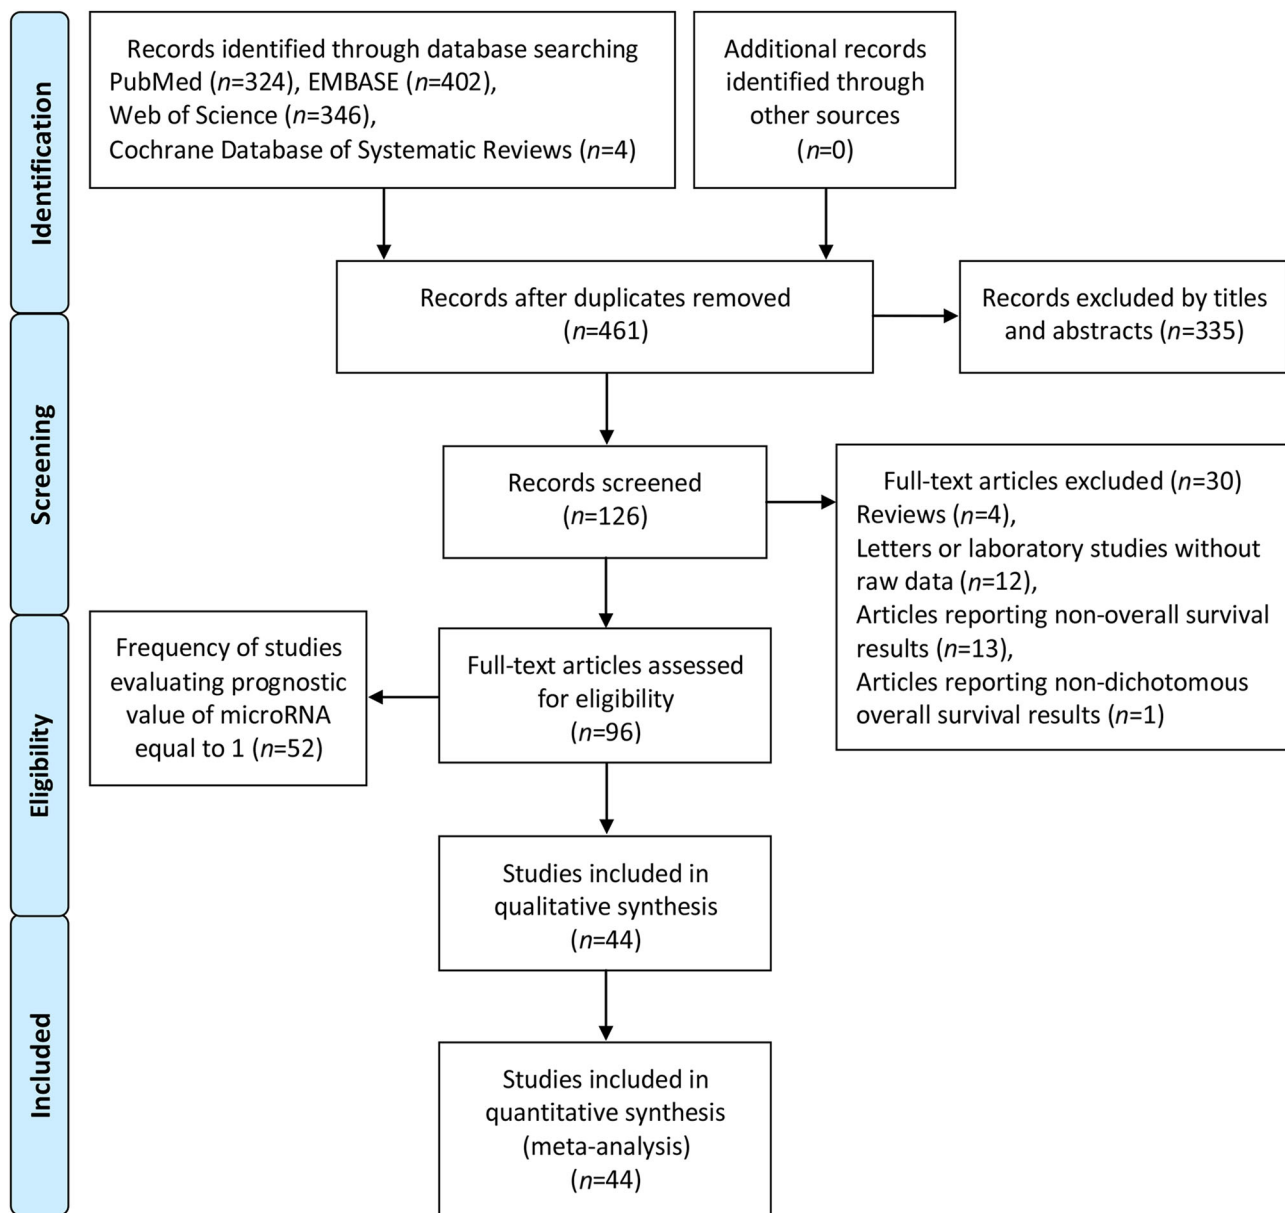 Identification
Records identified through database searching
PubMed (n=324), EMBASE (n=402),
Web of Science (n=346),
Cochrane Database of Systematic Reviews (n=4)
Additional records
identified through
other sources
(n=0)
Records after duplicates removed
(n=461)
Records excluded by titles
and abstracts (n=335)
Screening
Records screened
(n=126)
Full-text articles excluded (n=30)
Reviews (n=4),
Letters or laboratory studies without
raw data (n=12),
Articles reporting non-overall survival
results (n=13),
Articles reporting non-dichotomous
overall survival results (n=1)
Eligibility
Frequency of studies
evaluating prognostic
value of microRNA
equal to 1 (n=52)
Full-text articles assessed
for eligibility
(n=96)
Studies included in
qualitative synthesis
(n=44)
Included
Studies included in
quantitative synthesis
(meta-analysis)
(n=44)